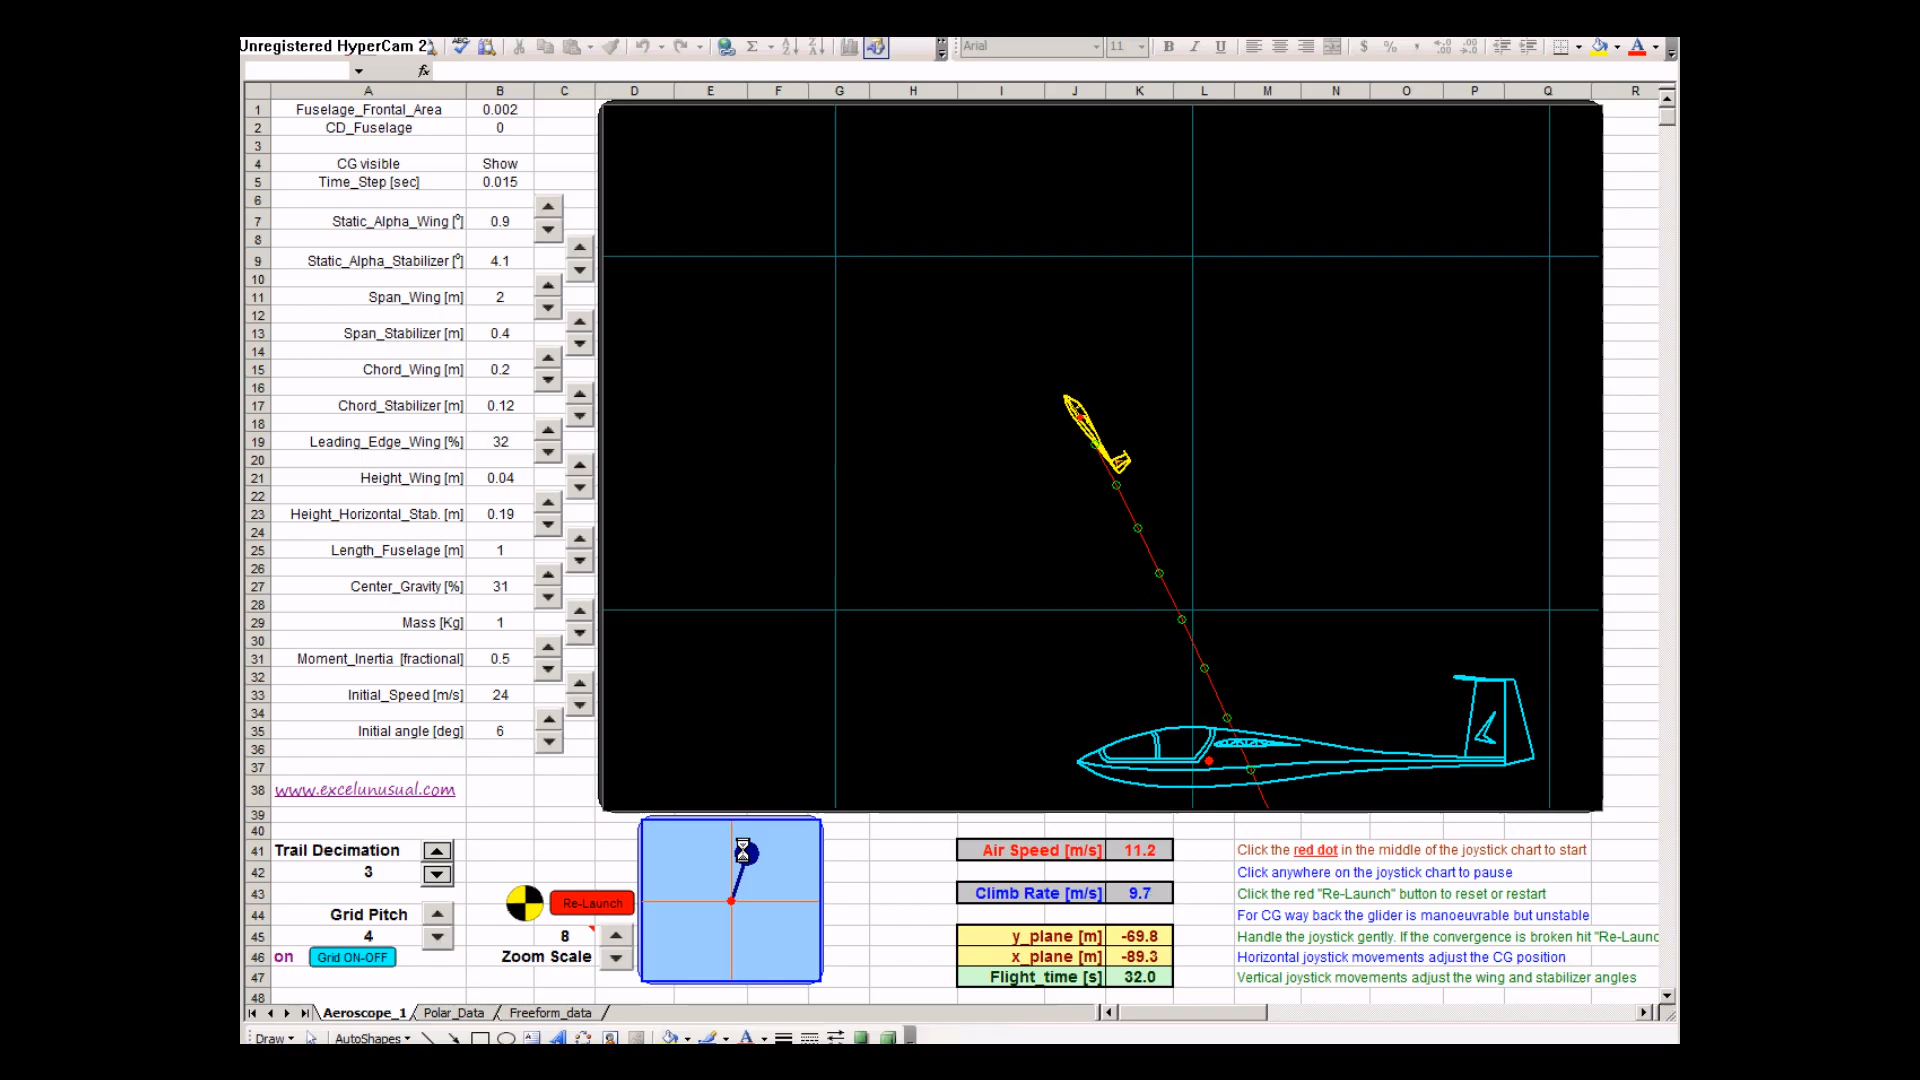 Unregistered HyperCam 2
Arial 11 B I U $ %
fx
A B C D E F G H I J K L M N O P Q R
1 Fuselage_Frontal_Area 0.002
2 CD_Fuselage 0
3
4 CG visible Show
5 Time_Step [sec] 0.015
6
7 Static_Alpha_Wing [º] 0.9
8
9 Static_Alpha_Stabilizer [º] 4.1
10
11 Span_Wing [m] 2
12
13 Span_Stabilizer [m] 0.4
14
15 Chord_Wing [m] 0.2
16
17 Chord_Stabilizer [m] 0.12
18
19 Leading_Edge_Wing [%] 32
20
21 Height_Wing [m] 0.04
22
23 Height_Horizontal_Stab. [m] 0.19
24
25 Length_Fuselage [m] 1
26
27 Center_Gravity [%] 31
28
29 Mass [Kg] 1
30
31 Moment_Inertia [fractional] 0.5
32
33 Initial_Speed [m/s] 24
34
35 Initial angle [deg] 6
36
37
38 www.excelunusual.com
39
40
41 Trail Decimation Air Speed [m/s] 11.2 Click the red dot in the middle of the joystick chart to start
42 3 Click anywhere on the joystick chart to pause
43 Re-Launch Climb Rate [m/s] 9.7 Click the red "Re-Launch" button to reset or restart
44 Grid Pitch For CG way back the glider is manoeuvrable but unstable
45 4 8 y_plane [m] -69.8 Handle the joystick gently. If the convergence is broken hit "Re-Launc
46 on Grid ON-OFF Zoom Scale x_plane [m] -89.3 Horizontal joystick movements adjust the CG position
47 Flight_time [s] 32.0 Vertical joystick movements adjust the wing and stabilizer angles
48
Aeroscope_1 Polar_Data Freeform_data
Draw AutoShapes